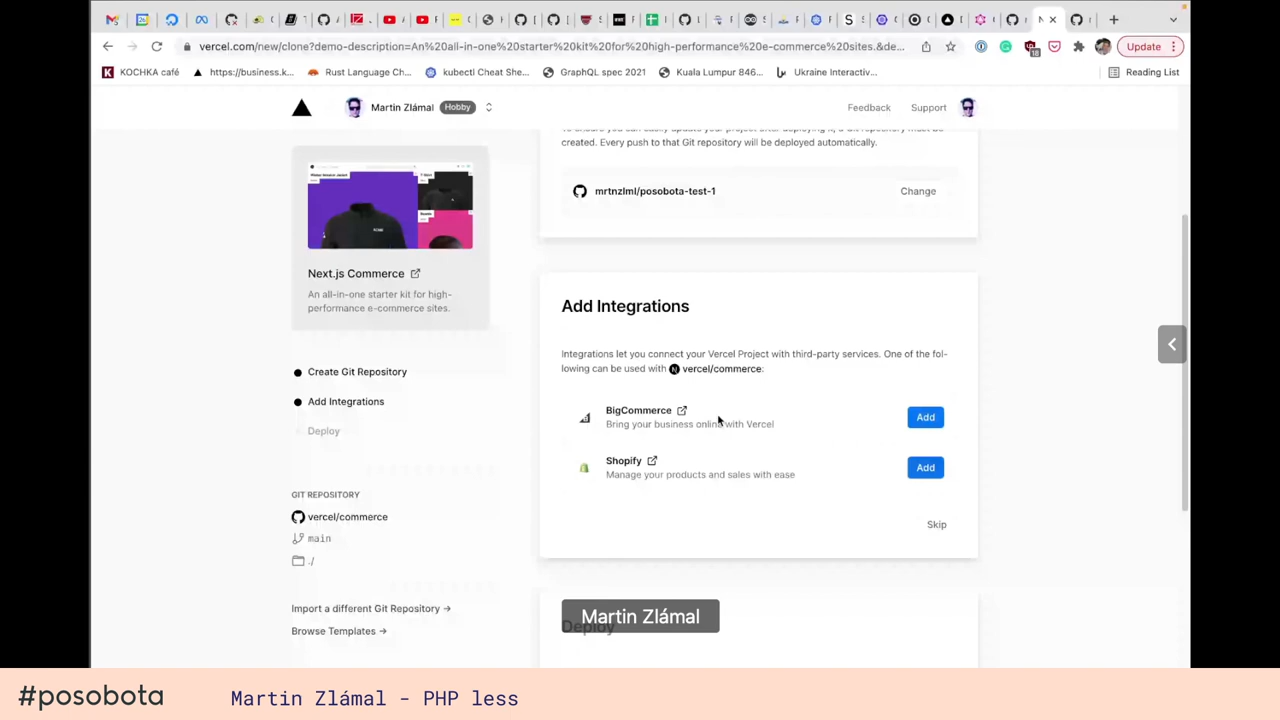 Update
vercel.com/new/clone?demo-description=An%20all-in-one%20starter%20kit%20for%20high-performance%20e-commerce%20sites.&de...
18
KOCHKA café
https://business.k...
Rust Language Ch...
kubectl Cheat She...
GraphQL spec 2021
Kuala Lumpur 846...
Ukraine Interactiv...
Reading List
Martin Zlámal
Hobby
Feedback
Support
created. Every push to that Git repository will be deployed automatically.
mrtnzlml/posobota-test-1
Change
Next.js Commerce
An all-in-one starter kit for high-
performance e-commerce sites.
Create Git Repository
Add Integrations
Deploy
GIT REPOSITORY
vercel/commerce
main
./
Import a different Git Repository →
Browse Templates →
Add Integrations
Integrations let you connect your Vercel Project with third-party services. One of the fol-
lowing can be used with vercel/commerce:
BigCommerce
Bring your business online with Vercel
Add
Shopify
Manage your products and sales with ease
Add
Skip
Martin Zlámal
Deploy
#posobota
Martin Zlámal - PHP less